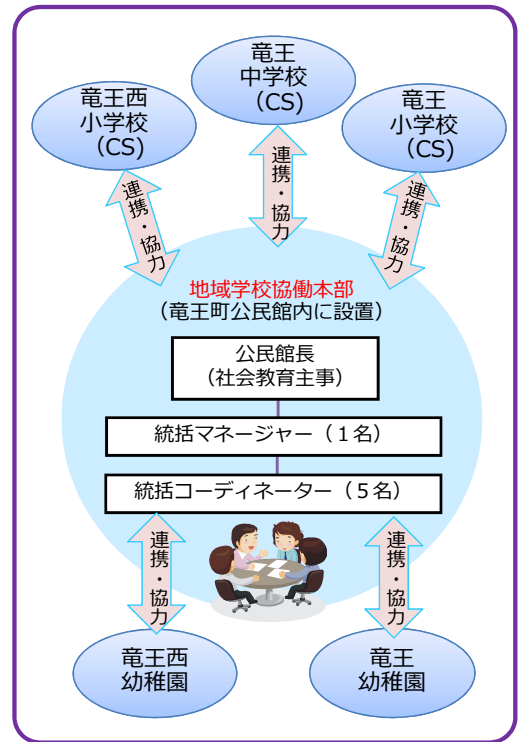 竜王
中学校
(CS)
竜王西
小学校
(CS)
竜王
小学校
(CS)
連携・協力
連携・協力
連携・協力
地域学校協働本部
（竜王町公民館内に設置）
公民館長
（社会教育主事）
統括マネージャー（１名）
統括コーディネーター（５名）
連携・協力
連携・協力
竜王西
幼稚園
竜王
幼稚園